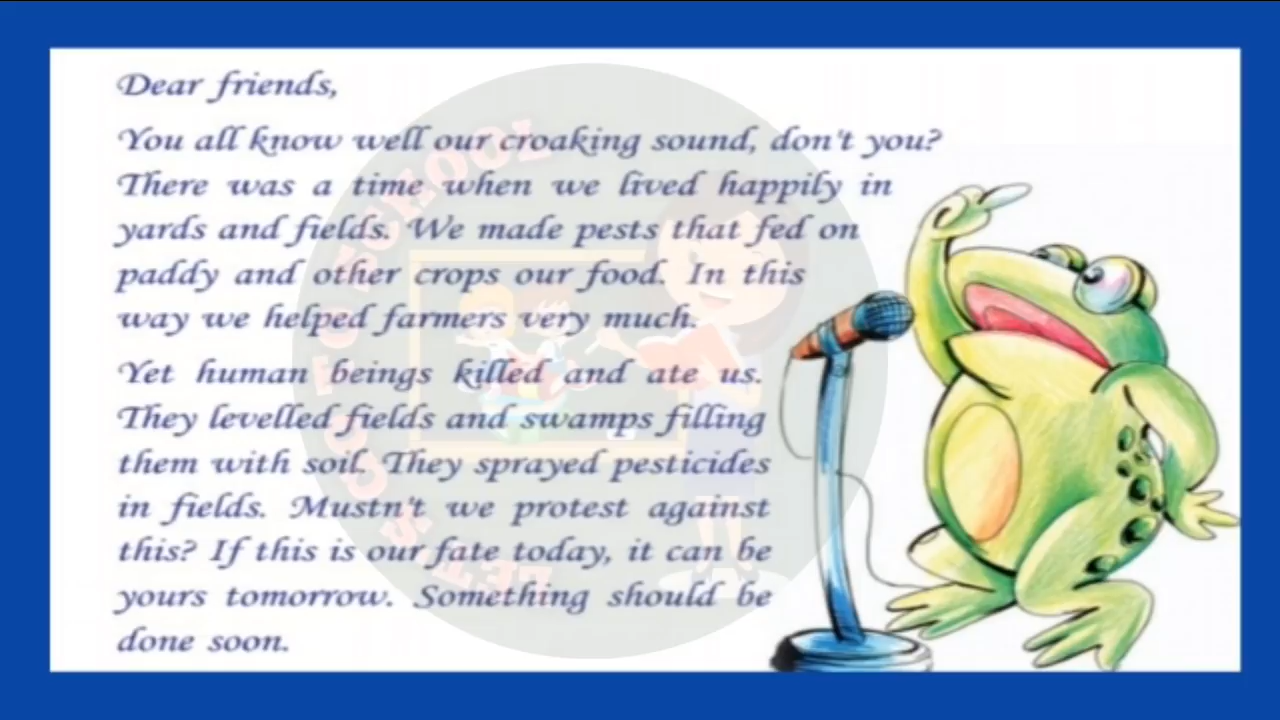 Dear friends,
You all know well our croaking sound, don't you?
There was a time when we lived happily in
yards and fields. We made pests that fed on
paddy and other crops our food. In this
way we helped farmers very much.
Yet human beings killed and ate us.
They levelled fields and swamps filling
them with soil. They sprayed pesticides
in fields. Mustn't we protest against
this? If this is our fate today, it can be
yours tomorrow. Something should be
done soon.
LET'S GO TO SCHOOL